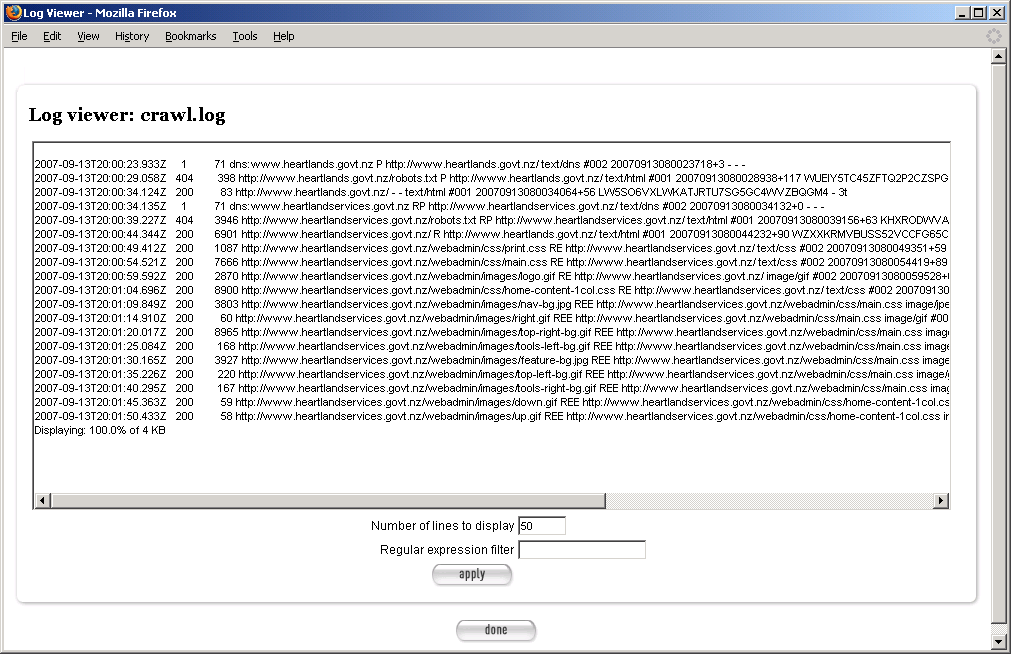 Log Viewer - Mozilla Firefox
File Edit View History Bookmarks Tools Help
Log viewer: crawl.log
2007-09-13T20:00:23.933Z 1 71 dns:www.heartlands.govt.nz P http://www.heartlands.govt.nz/ text/dns #002 20070913080023718+3 - - -
2007-09-13T20:00:29.058Z 404 398 http://www.heartlands.govt.nz/robots.txt P http://www.heartlands.govt.nz/ text/html #001 20070913080028938+117 WUEIY5TC45ZFTQ2P2CZSPG
2007-09-13T20:00:34.124Z 200 83 http://www.heartlands.govt.nz/ - - text/html #001 20070913080034064+56 LW5SO6VXLWKATJRTU7SG5GC4WVZBQGM4 - 3t
2007-09-13T20:00:34.135Z 1 71 dns:www.heartlandservices.govt.nz RP http://www.heartlandservices.govt.nz/ text/dns #002 20070913080034132+0 - - -
2007-09-13T20:00:39.227Z 404 3946 http://www.heartlandservices.govt.nz/robots.txt RP http://www.heartlandservices.govt.nz/ text/html #001 20070913080039156+63 KHXRODWVA
2007-09-13T20:00:44.344Z 200 6901 http://www.heartlandservices.govt.nz/ R http://www.heartlands.govt.nz/ text/html #001 20070913080044232+90 WZXXKRMVBUSS52VCCFG65C
2007-09-13T20:00:49.412Z 200 1087 http://www.heartlandservices.govt.nz/webadmin/css/print.css RE http://www.heartlandservices.govt.nz/ text/css #002 20070913080049351+59
2007-09-13T20:00:54.521Z 200 7666 http://www.heartlandservices.govt.nz/webadmin/css/main.css RE http://www.heartlandservices.govt.nz/ text/css #002 20070913080054419+89
2007-09-13T20:00:59.592Z 200 2870 http://www.heartlandservices.govt.nz/webadmin/images/logo.gif RE http://www.heartlandservices.govt.nz/ image/gif #002 20070913080059528+
2007-09-13T20:01:04.696Z 200 8900 http://www.heartlandservices.govt.nz/webadmin/css/home-content-1col.css RE http://www.heartlandservices.govt.nz/ text/css #002 200709130
2007-09-13T20:01:09.849Z 200 3803 http://www.heartlandservices.govt.nz/webadmin/images/nav-bg.jpg REE http://www.heartlandservices.govt.nz/webadmin/css/main.css image/jpe
2007-09-13T20:01:14.910Z 200 60 http://www.heartlandservices.govt.nz/webadmin/images/right.gif REE http://www.heartlandservices.govt.nz/webadmin/css/main.css image/gif #00
2007-09-13T20:01:20.017Z 200 8965 http://www.heartlandservices.govt.nz/webadmin/images/top-right-bg.gif REE http://www.heartlandservices.govt.nz/webadmin/css/main.css imag
2007-09-13T20:01:25.084Z 200 168 http://www.heartlandservices.govt.nz/webadmin/images/tools-left-bg.gif REE http://www.heartlandservices.govt.nz/webadmin/css/main.css imag
2007-09-13T20:01:30.165Z 200 3927 http://www.heartlandservices.govt.nz/webadmin/images/feature-bg.jpg REE http://www.heartlandservices.govt.nz/webadmin/css/main.css image
2007-09-13T20:01:35.226Z 200 220 http://www.heartlandservices.govt.nz/webadmin/images/top-left-bg.gif REE http://www.heartlandservices.govt.nz/webadmin/css/main.css image/
2007-09-13T20:01:40.295Z 200 167 http://www.heartlandservices.govt.nz/webadmin/images/tools-right-bg.gif REE http://www.heartlandservices.govt.nz/webadmin/css/main.css imag
2007-09-13T20:01:45.363Z 200 59 http://www.heartlandservices.govt.nz/webadmin/images/down.gif REE http://www.heartlandservices.govt.nz/webadmin/css/home-content-1col.cs
2007-09-13T20:01:50.433Z 200 58 http://www.heartlandservices.govt.nz/webadmin/images/up.gif REE http://www.heartlandservices.govt.nz/webadmin/css/home-content-1col.css
Displaying: 100.0% of 4 KB
Number of lines to display 50
Regular expression filter
apply
done